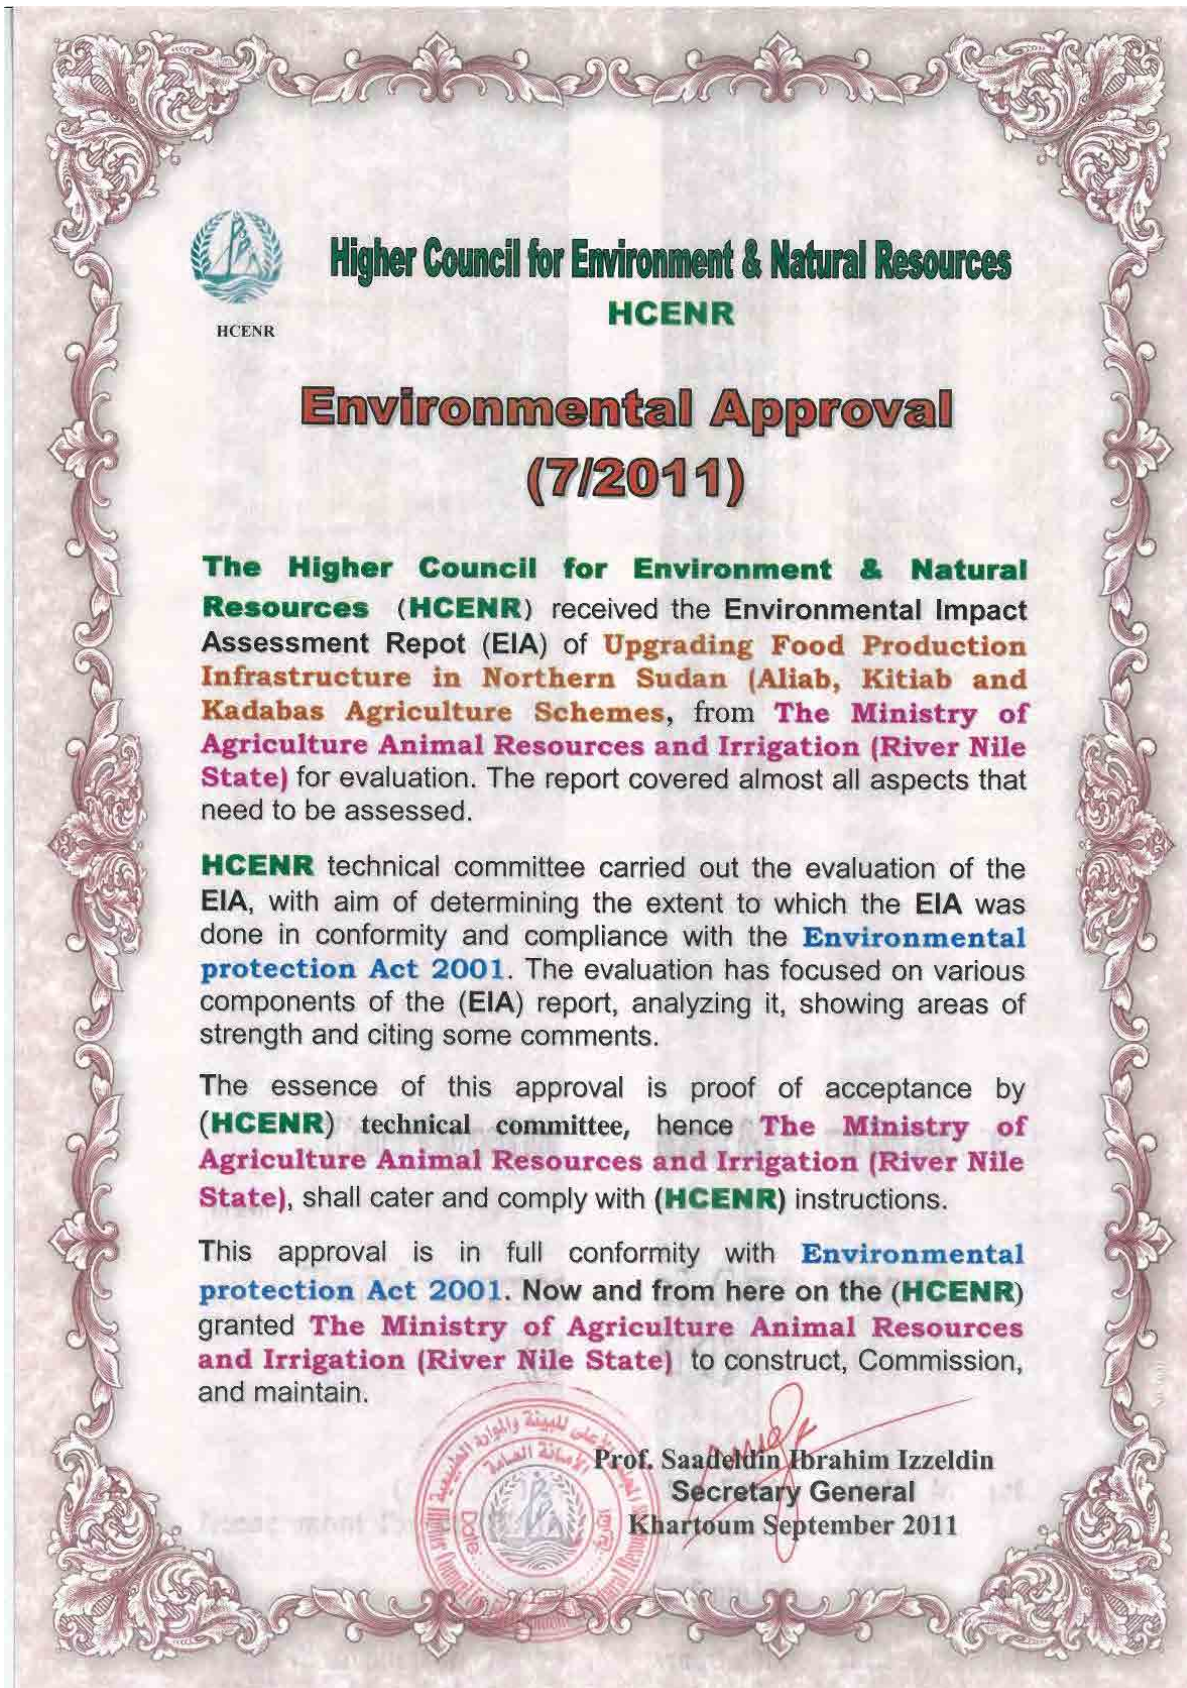 Higher Council for Environment & Natural Resources
HCENR
HCENR
Environmental Approval
(7/2011)
The Higher Council for Environment & Natural
Resources (HCENR) received the Environmental Impact
Assessment Repot (EIA) of Upgrading Food Production
Infrastructure in Northern Sudan (Aliab, Kitiab and
Kadabas Agriculture Schemes, from The Ministry of
Agriculture Animal Resources and Irrigation (River Nile
State) for evaluation. The report covered almost all aspects that
need to be assessed.
HCENR technical committee carried out the evaluation of the
EIA, with aim of determining the extent to which the EIA was
done in conformity and compliance with the Environmental
protection Act 2001. The evaluation has focused on various
components of the (EIA) report, analyzing it, showing areas of
strength and citing some comments.
The essence of this approval is proof of acceptance by
(HCENR) technical committee, hence The Ministry of
Agriculture Animal Resources and Irrigation (River Nile
State), shall cater and comply with (HCENR) instructions.
This approval is in full conformity with Environmental
protection Act 2001. Now and from here on the (HCENR)
granted The Ministry of Agriculture Animal Resources
and Irrigation (River Nile State) to construct, Commission,
and maintain.
Prof. Saadeldin Ibrahim Izzeldin
Secretary General
Khartoum September 2011
للبيئة والموارد الطبيعية
الأمانة العامة
Date:
التاريخ